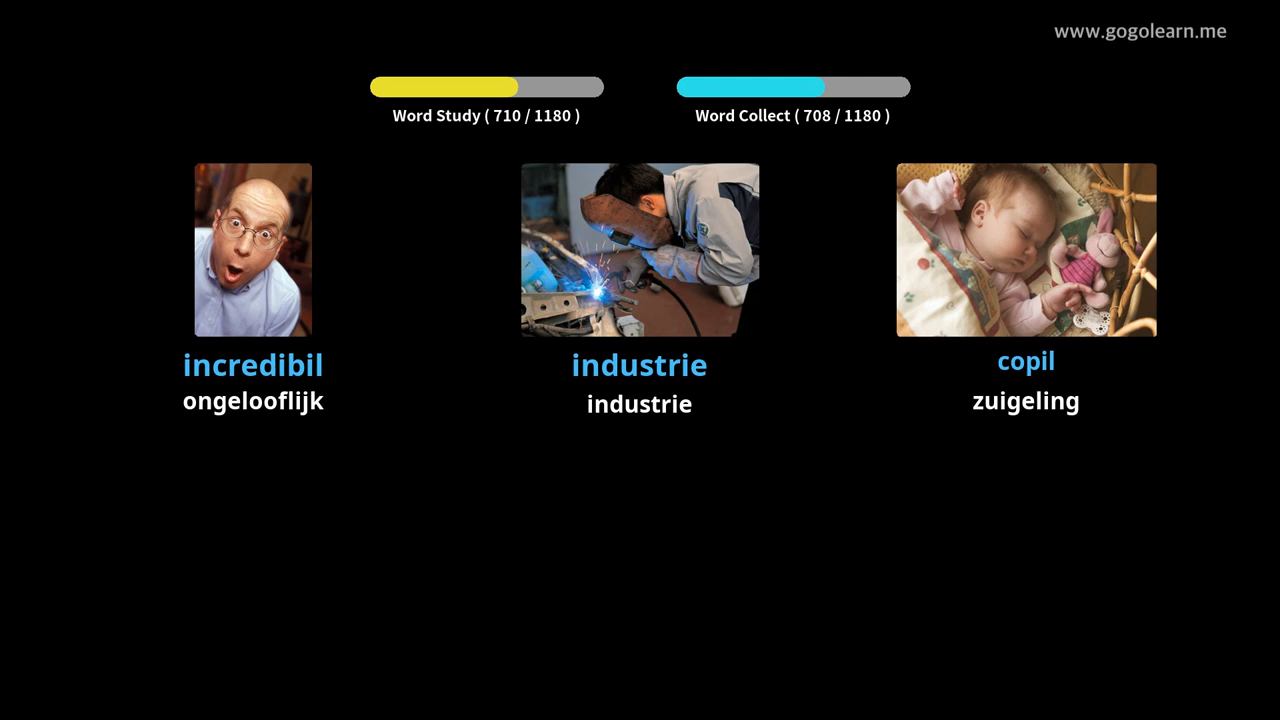 www.gogolearn.me
Word Study ( 710 / 1180 )
Word Collect ( 708 / 1180 )
incredibil
ongelooflijk
industrie
industrie
copil
zuigeling